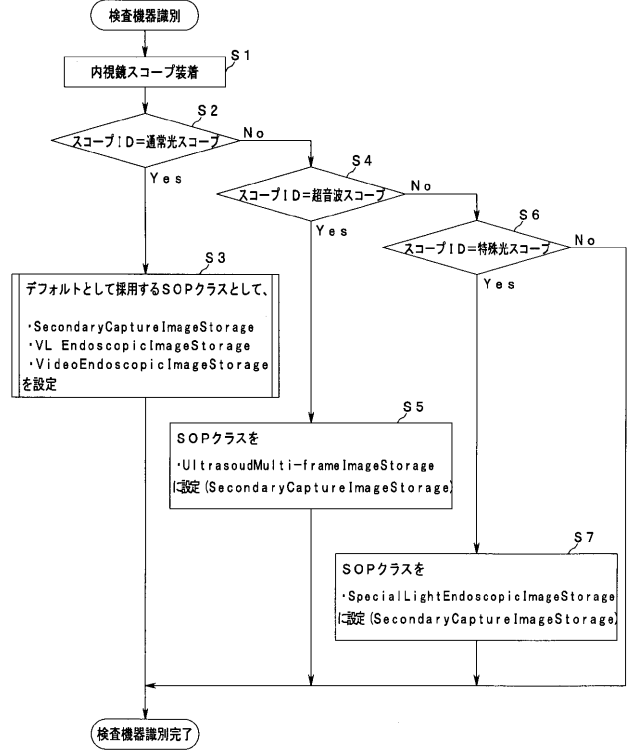 検査機器識別
S1
内視鏡スコープ装着
S2
スコープID=通常光スコープ
No
Yes
S4
スコープID=超音波スコープ
No
Yes
S6
スコープID=特殊光スコープ
No
Yes
S3
デフォルトとして採用するSOPクラスとして、
・SecondaryCaptureImageStorage
・VL EndoscopicImageStorage
・VideoEndoscopicImageStorage
を設定
S5
SOPクラスを
・UltrasoudMulti-frameImageStorage
に設定(SecondaryCaptureImageStorage)
S7
SOPクラスを
・SpecialLightEndoscopicImageStorage
に設定(SecondaryCaptureImageStorage)
検査機器識別完了